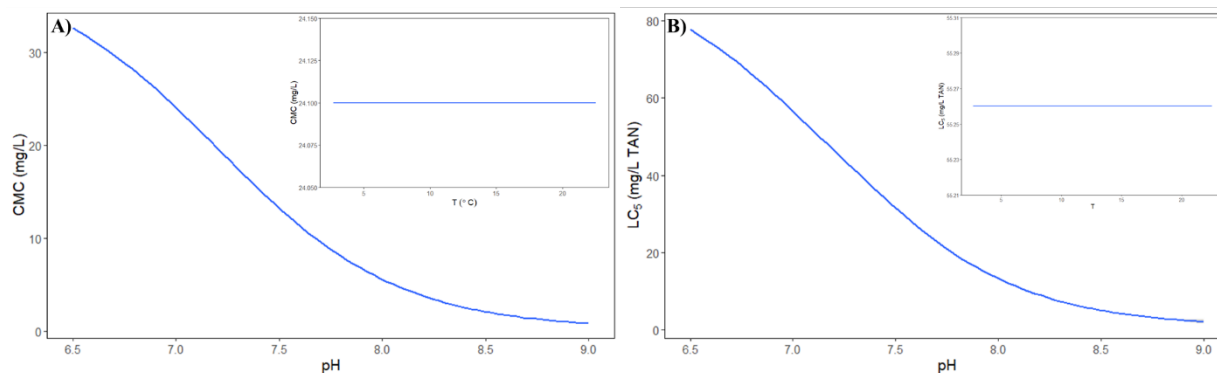 A)
CMC (mg/L)
30
20
10
0
6.5 7.0 7.5 8.0 8.5 9.0
pH
CMC (mg/L)
24.150
24.125
24.100
24.075
24.050
5 10 15 20
T (° C)
B)
LC5 (mg/L TAN)
80
60
40
20
0
6.5 7.0 7.5 8.0 8.5 9.0
pH
LC5 (mg/L TAN)
5 10 15 20
T